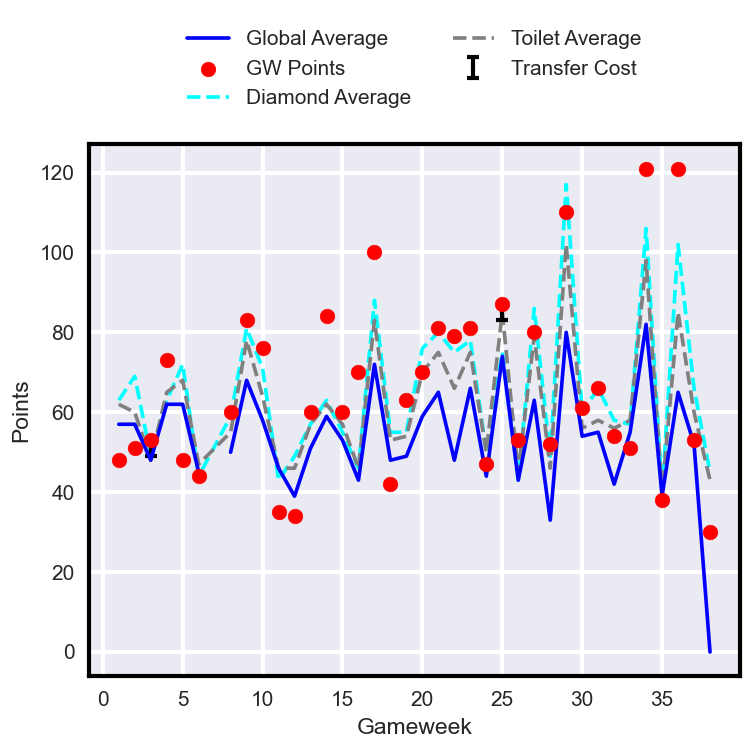 Global Average
GW Points
Diamond Average
Toilet Average
Transfer Cost
Points
120
100
80
60
40
20
0
0 5 10 15 20 25 30 35
Gameweek